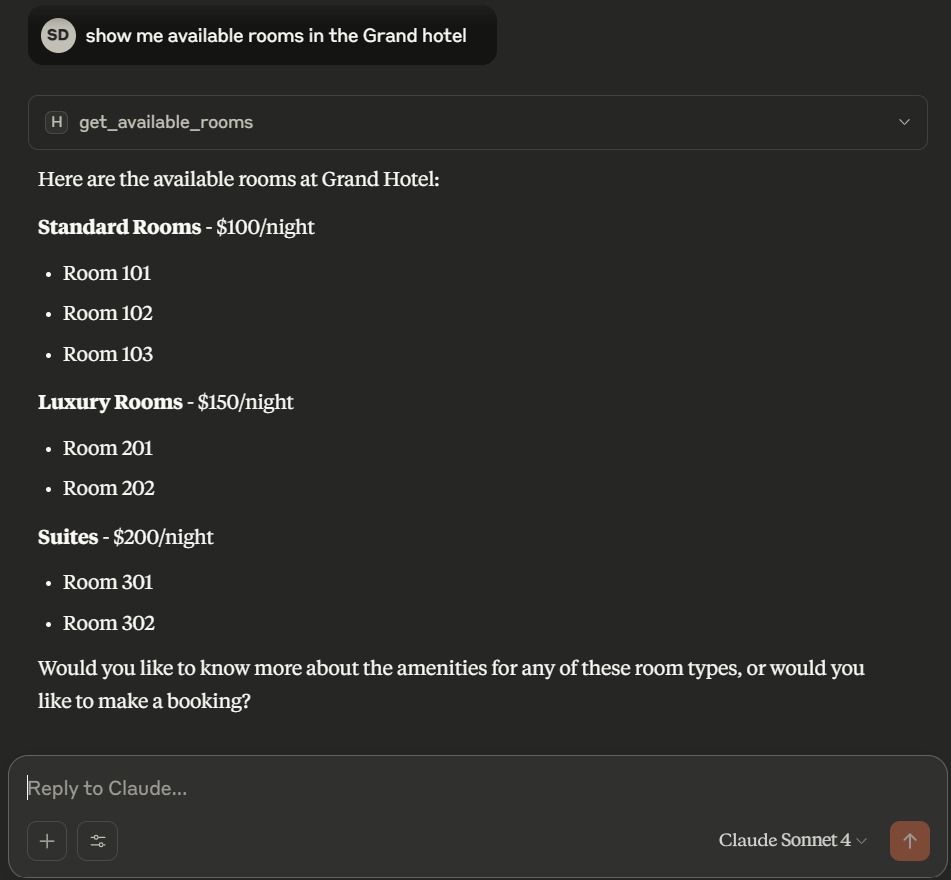 SD show me available rooms in the Grand hotel
H get_available_rooms
Here are the available rooms at Grand Hotel:
Standard Rooms - $100/night
• Room 101
• Room 102
• Room 103
Luxury Rooms - $150/night
• Room 201
• Room 202
Suites - $200/night
• Room 301
• Room 302
Would you like to know more about the amenities for any of these room types, or would you
like to make a booking?
Reply to Claude...
Claude Sonnet 4